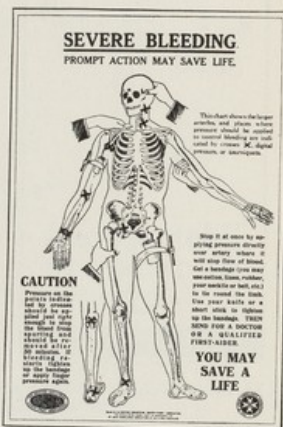 SEVERE BLEEDING.
PROMPT ACTION MAY SAVE LIFE.
This chart shows the larger
arteries, and places where
pressure should be applied
to control bleeding are indi-
cated by crosses X, digital
pressure, or tourniquets.
Stop it at once by ap-
plying pressure directly
over artery where it
will stop flow of blood.
Get a bandage (you may
use cotton, linen, rubber,
your necktie or belt, etc.)
to tie round the limb.
Use your knife or a
short stick to tighten
up the bandage. THEN
SEND FOR A DOCTOR
OR A QUALIFIED
FIRST-AIDER.
YOU MAY
SAVE A
LIFE
CAUTION
Pressure on the
points indica-
ted by crosses
should be ap-
plied just tight
enough to stop
the blood from
spurting and
should be re-
moved after
20 minutes, if
bleeding re-
starts tighten
up the bandage
or apply finger
pressure again.